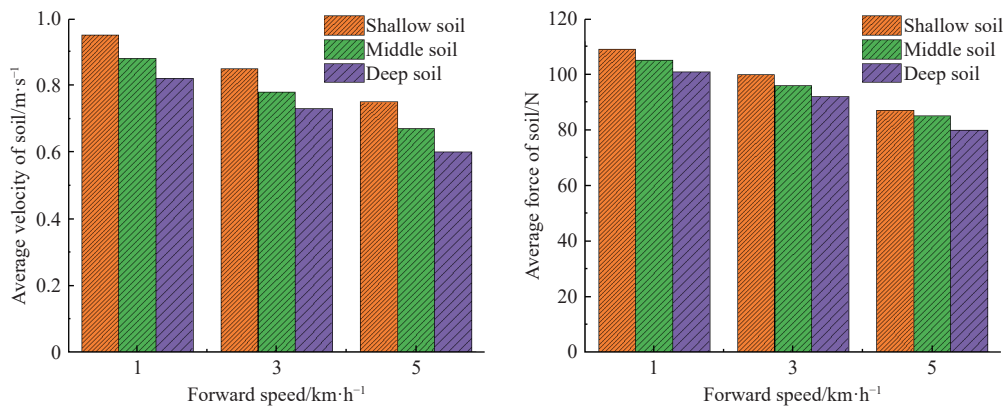 1.0
0.8
0.6
0.4
0.2
0
Average velocity of soil/m·s⁻¹
Shallow soil
Middle soil
Deep soil
1 3 5
Forward speed/km·h⁻¹
120
100
80
60
40
20
0
Average force of soil/N
Shallow soil
Middle soil
Deep soil
1 3 5
Forward speed/km·h⁻¹